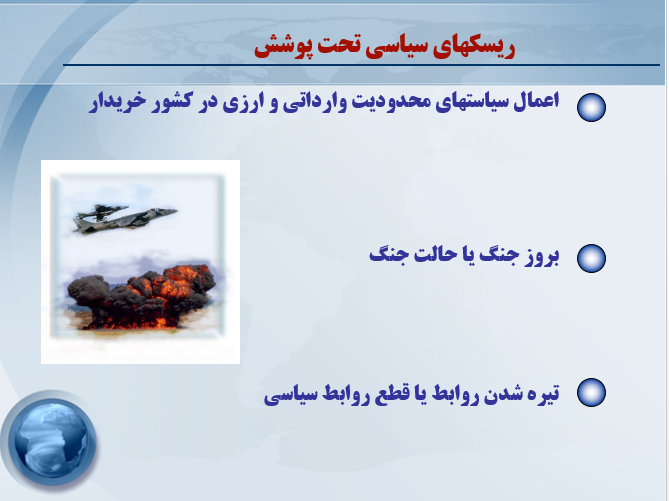 ریسکهای سیاسی تحت پوشش
اعمال سیاستهای محدودیت وارداتی و ارزی در کشور خریدار
بروز جنگ یا حالت جنگ
تیره شدن روابط یا قطع روابط سیاسی